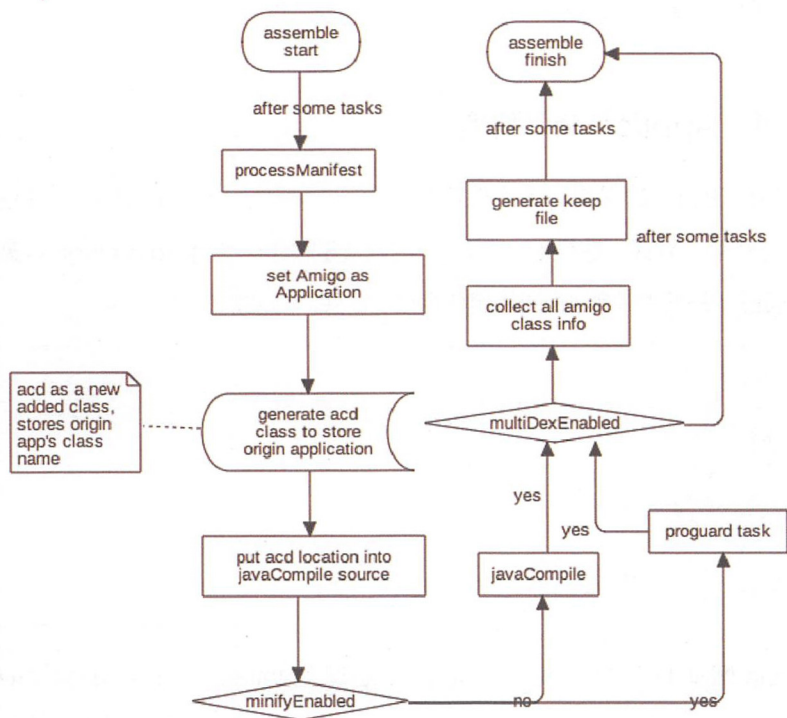 assemble
start
after some tasks
processManifest
set Amigo as
Application
acd as a new
added class,
stores origin
app's class
name
generate acd
class to store
origin application
put acd location into
javaCompile source
minifyEnabled
no
yes
javaCompile
proguard task
yes
yes
multiDexEnabled
collect all amigo
class info
generate keep
file
after some tasks
after some tasks
assemble
finish